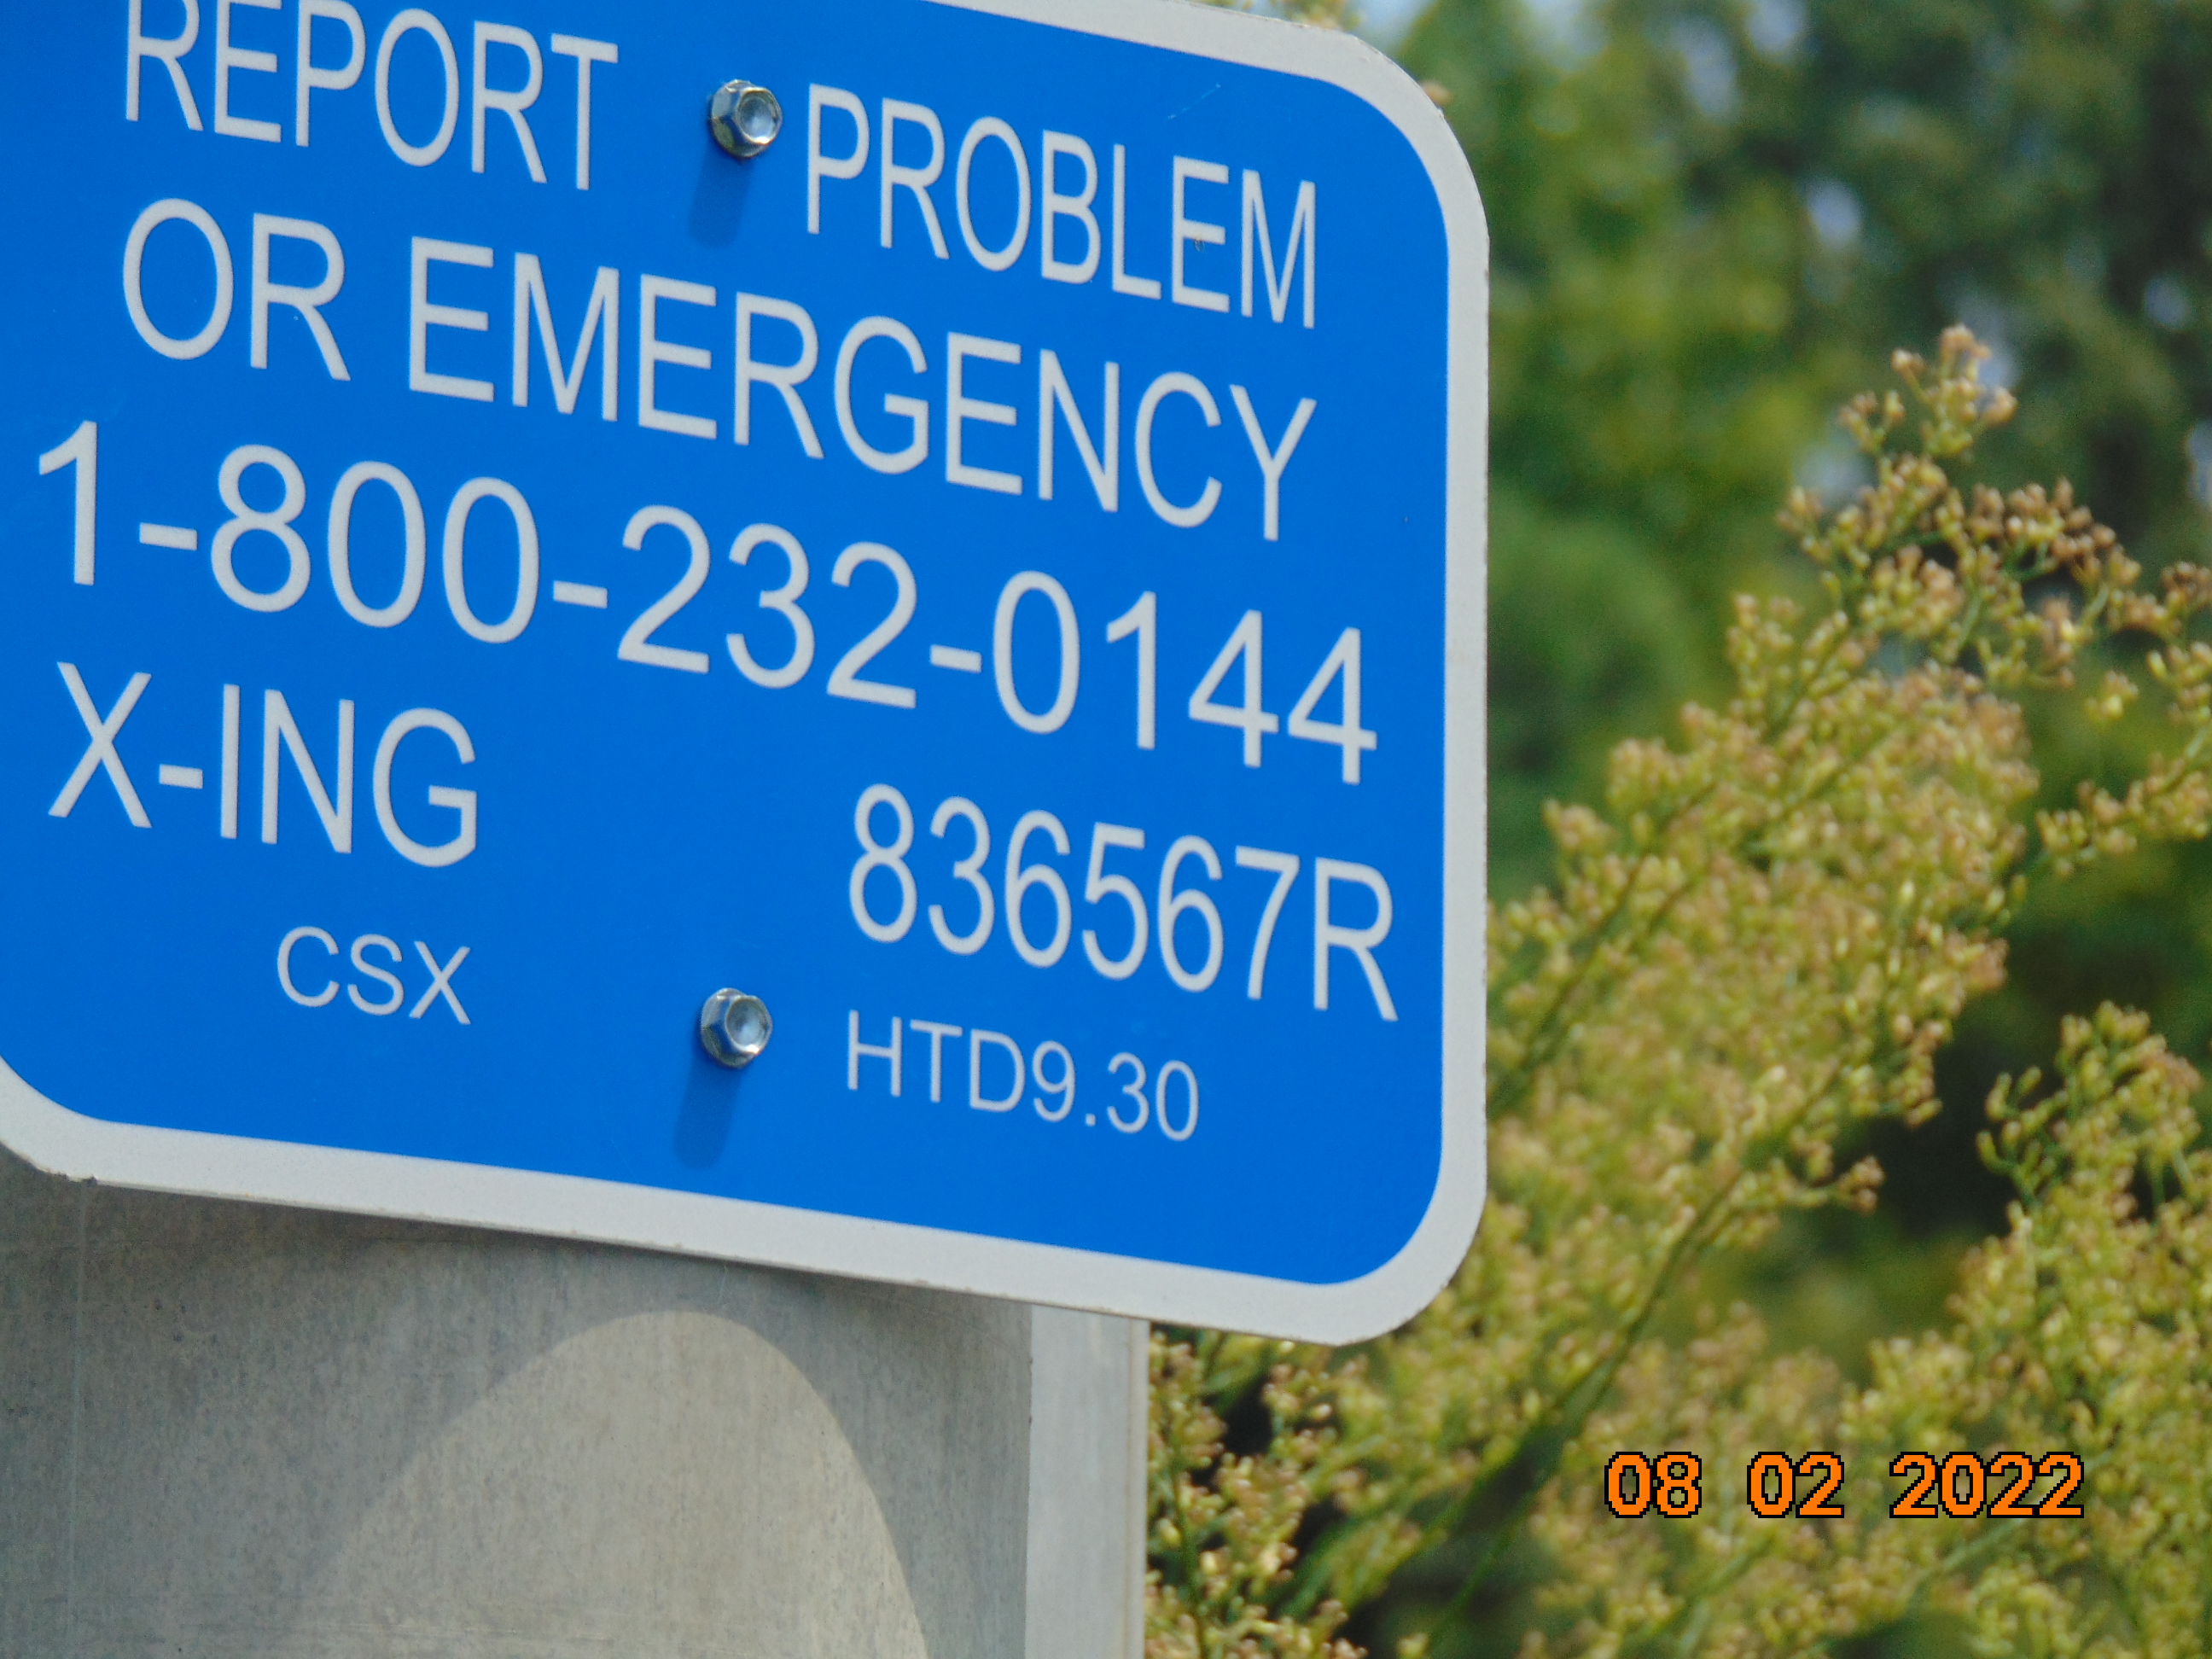 REPORT PROBLEM
OR EMERGENCY
1-800-232-0144
X-ING 836567R
CSX HTD9.30
08 02 2022